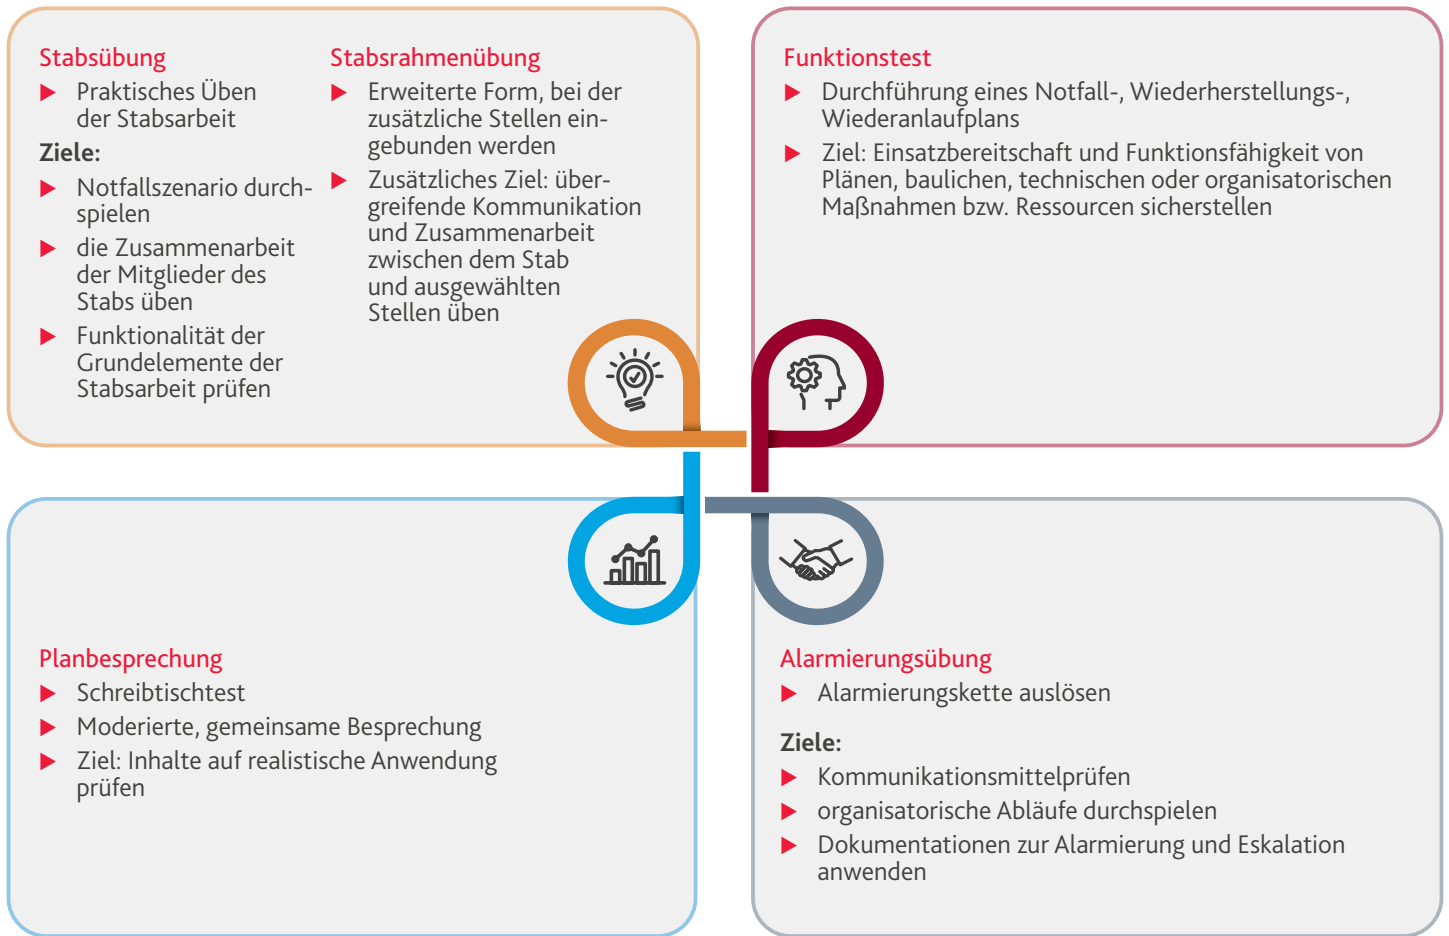 Stabsübung
▶ Praktisches Üben
der Stabsarbeit
Ziele:
▶ Notfallszenario durch-
spielen
▶ die Zusammenarbeit
der Mitglieder des
Stabs üben
▶ Funktionalität der
Grundelemente der
Stabsarbeit prüfen
Stabsrahmenübung
▶ Erweiterte Form, bei der
zusätzliche Stellen ein-
gebunden werden
▶ Zusätzliches Ziel: über-
greifende Kommunikation
und Zusammenarbeit
zwischen dem Stab
und ausgewählten
Stellen üben
Funktionstest
▶ Durchführung eines Notfall-, Wiederherstellungs-,
Wiederanlaufplans
▶ Ziel: Einsatzbereitschaft und Funktionsfähigkeit von
Plänen, baulichen, technischen oder organisatorischen
Maßnahmen bzw. Ressourcen sicherstellen
Planbesprechung
▶ Schreibtischtest
▶ Moderierte, gemeinsame Besprechung
▶ Ziel: Inhalte auf realistische Anwendung
prüfen
Alarmierungsübung
▶ Alarmierungskette auslösen
Ziele:
▶ Kommunikationsmittelprüfen
▶ organisatorische Abläufe durchspielen
▶ Dokumentationen zur Alarmierung und Eskalation
anwenden